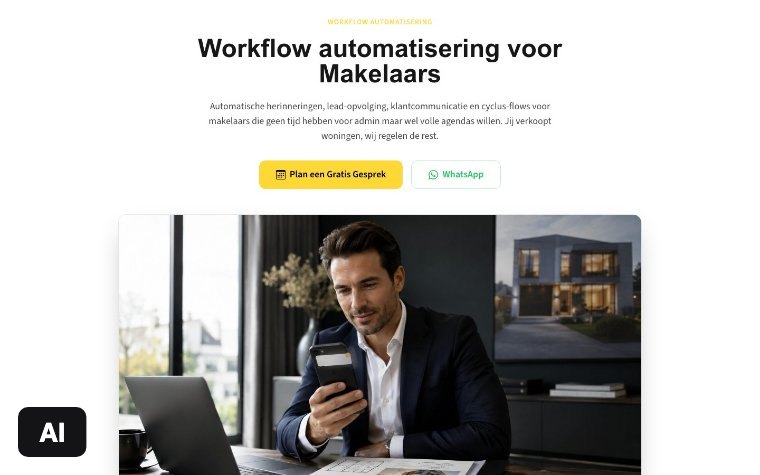 WORKFLOW AUTOMATISERING
Workflow automatisering voor
Makelaars
Automatische herinneringen, lead-opvolging, klantcommunicatie en cyclus-flows voor
makelaars die geen tijd hebben voor admin maar wel volle agendas willen. Jij verkoopt
woningen, wij regelen de rest.
Plan een Gratis Gesprek
WhatsApp
AI